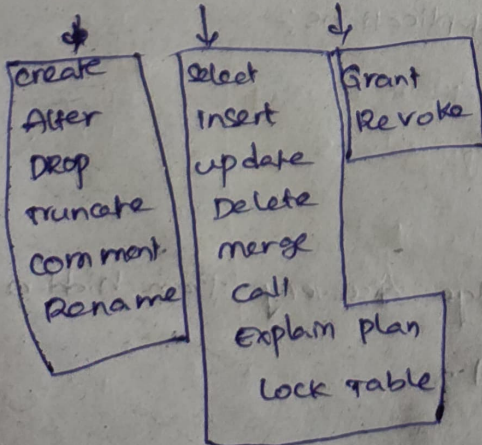 create
Alter
DROP
Truncate
comment
Rename
select
insert
update
Delete
merge
call
Explain plan
Lock Table
Grant
Revoke